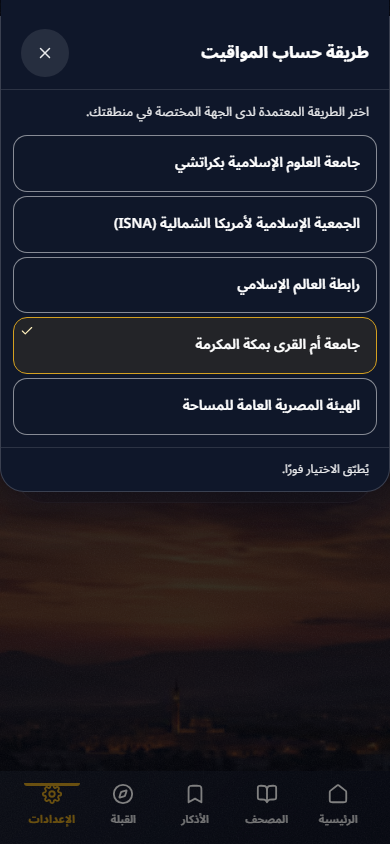 طريقة حساب المواقيت
اختر الطريقة المعتمدة لدى الجهة المختصة في منطقتك.
جامعة العلوم الإسلامية بكراتشي
الجمعية الإسلامية لأمريكا الشمالية (ISNA)
رابطة العالم الإسلامي
جامعة أم القرى بمكة المكرمة
الهيئة المصرية العامة للمساحة
يُطبّق الاختيار فورًا.
الرئيسية
المصحف
الأذكار
القبلة
الإعدادات